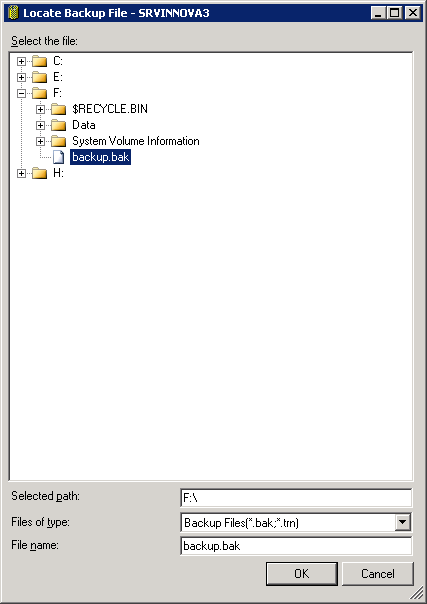 Locate Backup File - SRVINNOVA3
Select the file:
C:
E:
F:
$RECYCLE.BIN
Data
System Volume Information
backup.bak
H:
Selected path: F:\
Files of type: Backup Files(*.bak;*.trn)
File name: backup.bak
OK Cancel